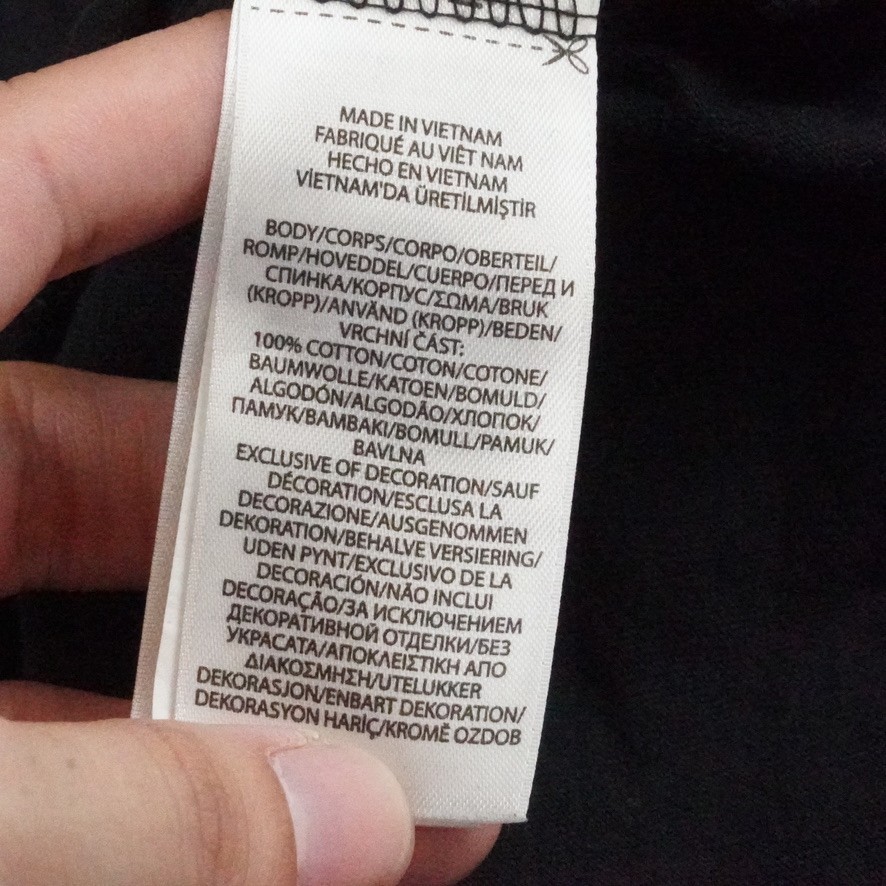 MADE IN VIETNAM
FABRIQUÉ AU VIÊT NAM
HECHO EN VIETNAM
VİETNAM'DA ÜRETİLMİŞTİR
BODY/CORPS/CORPO/OBERTEIL/
ROMP/HOVEDDEL/CUERPO/ПЕРЕД И
СПИНКА/КОРПУС/ΣΩΜΑ/BRUK
(KROPP)/ANVÄND (KROPP)/BEDEN/
VRCHNÍ ČÁST:
100% COTTON/COTON/COTONE/
BAUMWOLLE/KATOEN/BOMULD/
ALGODÓN/ALGODÃO/ХЛОПОК/
ПАМУК/ΒΑΜΒΑΚΙ/BOMULL/PAMUK/
BAVLNA
EXCLUSIVE OF DECORATION/SAUF
DÉCORATION/ESCLUSA LA
DECORAZIONE/AUSGENOMMEN
DEKORATION/BEHALVE VERSIERING/
UDEN PYNT/EXCLUSIVO DE LA
DECORACIÓN/NÃO INCLUI
DECORAÇÃO/ЗА ИСКЛЮЧЕНИЕМ
ДЕКОРАТИВНОЙ ОТДЕЛКИ/БЕЗ
УКРАСАТА/ΑΠΟΚΛΕΙΣΤΙΚΗ ΑΠΟ
ΔΙΑΚΟΣΜΗΣΗ/UTELUKKER
DEKORASJON/ENBART DEKORATION/
DEKORASYON HARİÇ/KROMĚ OZDOB